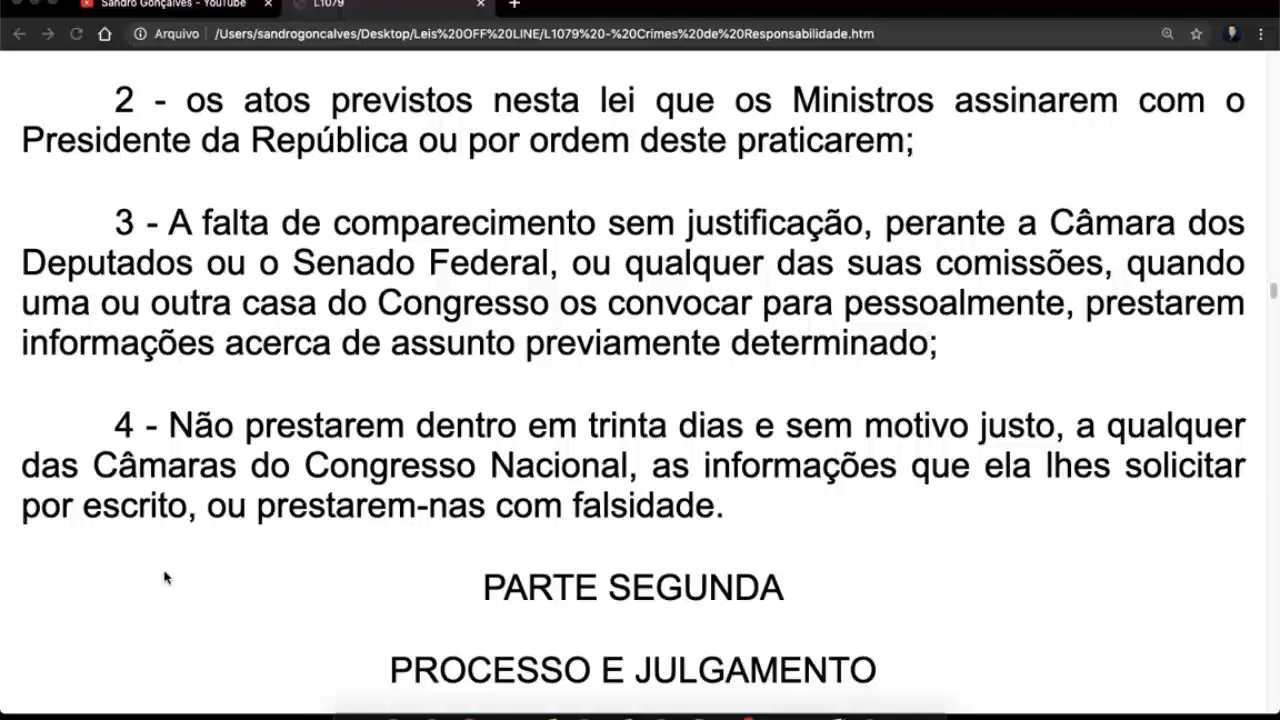 Sandro Gonçalves - YouTube × L1079 × +
Arquivo /Users/sandrogoncalves/Desktop/Leis%20OFF%20LINE/L1079%20-%20Crimes%20de%20Responsabilidade.htm
2 - os atos previstos nesta lei que os Ministros assinarem com o
Presidente da República ou por ordem deste praticarem;
3 - A falta de comparecimento sem justificação, perante a Câmara dos
Deputados ou o Senado Federal, ou qualquer das suas comissões, quando
uma ou outra casa do Congresso os convocar para pessoalmente, prestarem
informações acerca de assunto previamente determinado;
4 - Não prestarem dentro em trinta dias e sem motivo justo, a qualquer
das Câmaras do Congresso Nacional, as informações que ela lhes solicitar
por escrito, ou prestarem-nas com falsidade.
PARTE SEGUNDA
PROCESSO E JULGAMENTO